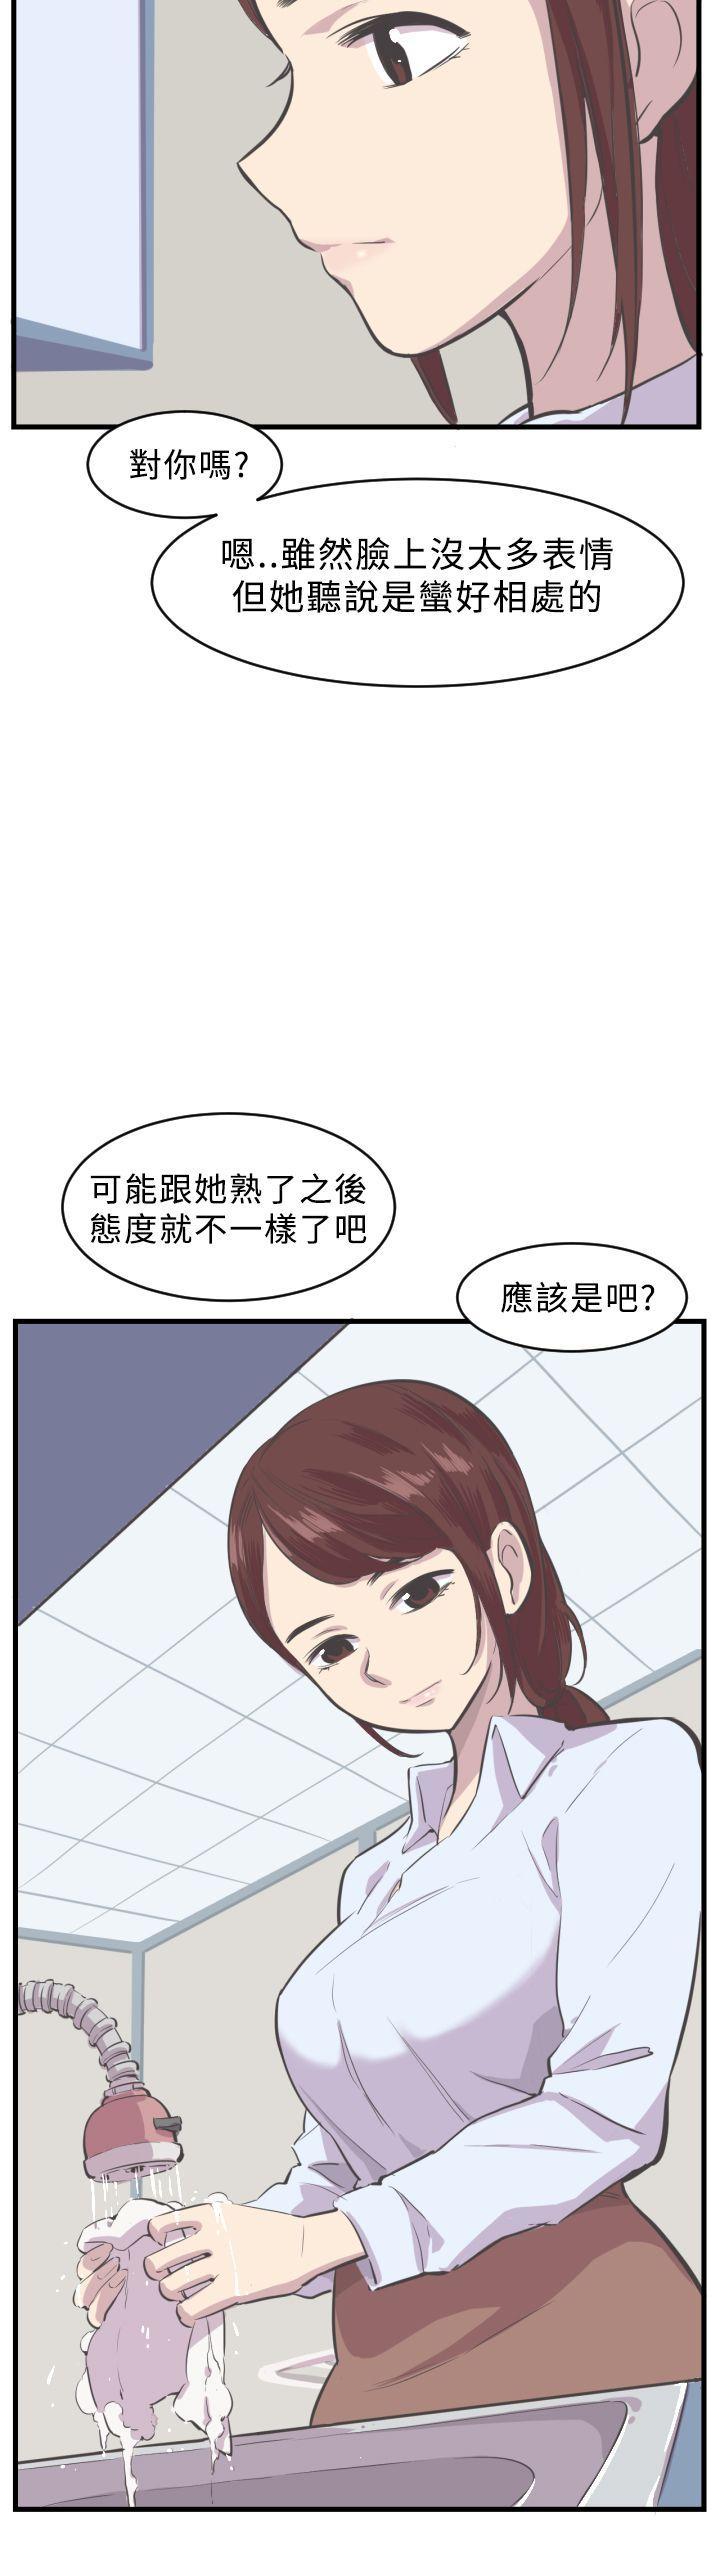 對你嗎?
嗯..雖然臉上沒太多表情
但她聽說是蠻好相處的
可能跟她熟了之後
態度就不一樣了吧
應該是吧?